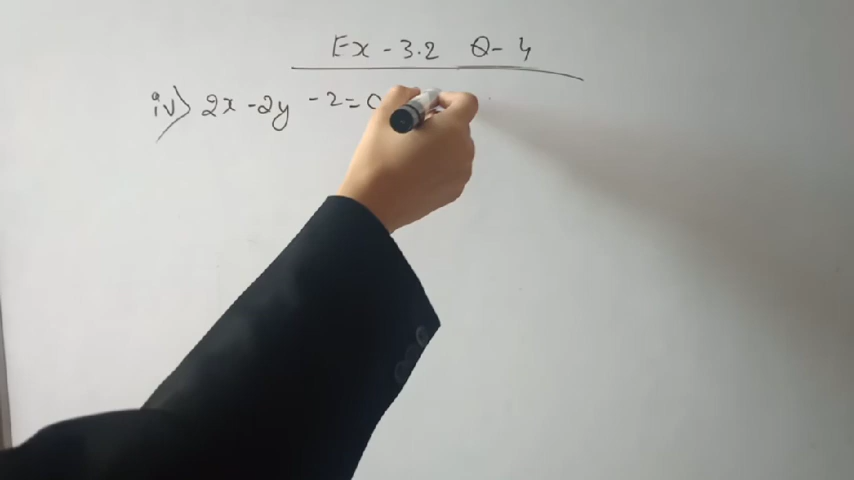 Ex - 3.2 Q - 4
iv) 2x - 2y - 2 = 0